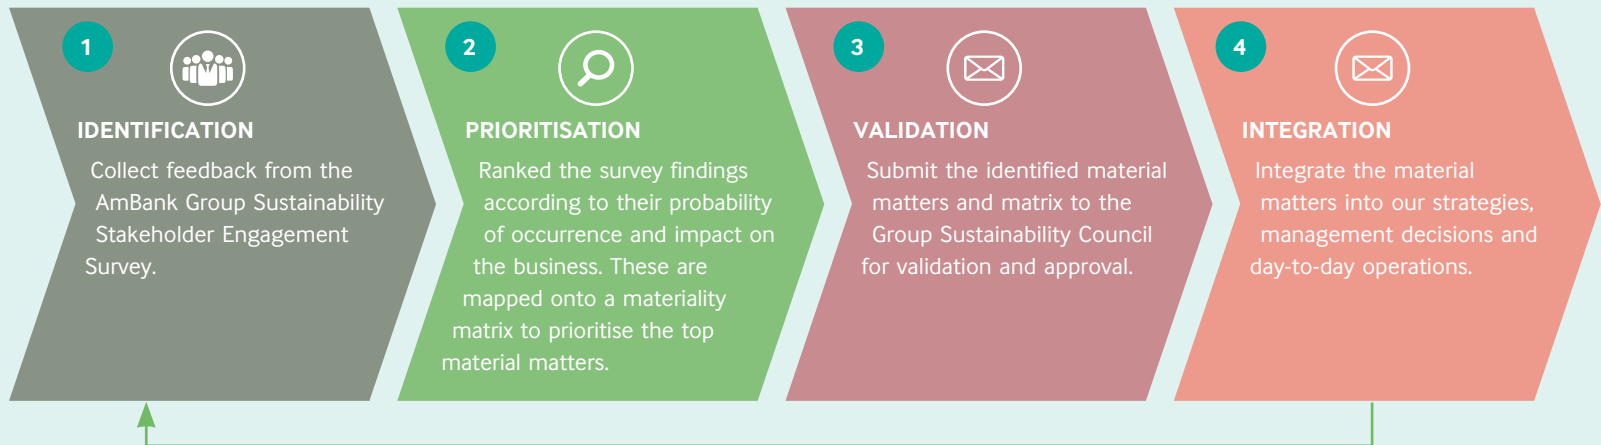 1
IDENTIFICATION
Collect feedback from the
AmBank Group Sustainability
Stakeholder Engagement
Survey.
2
PRIORITISATION
Ranked the survey findings
according to their probability
of occurrence and impact on
the business. These are
mapped onto a materiality
matrix to prioritise the top
material matters.
3
VALIDATION
Submit the identified material
matters and matrix to the
Group Sustainability Council
for validation and approval.
4
INTEGRATION
Integrate the material
matters into our strategies,
management decisions and
day-to-day operations.